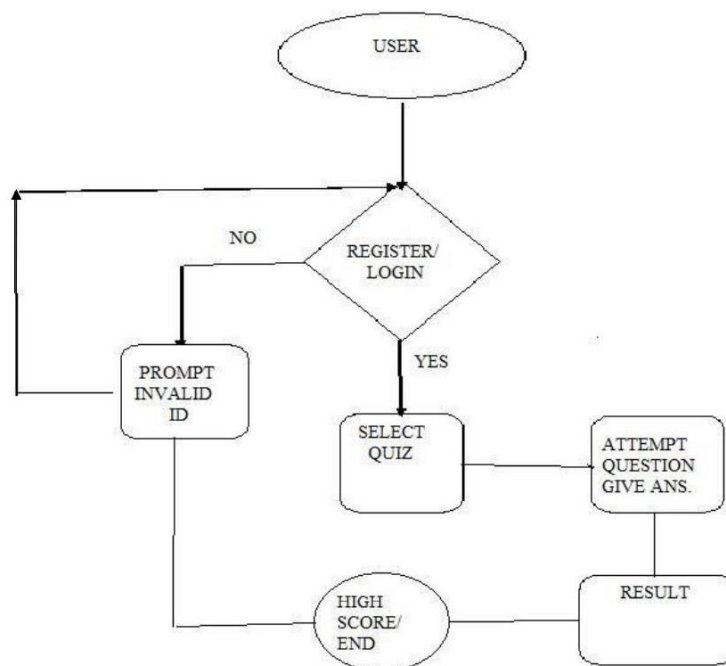 USER
REGISTER/
LOGIN
NO
YES
PROMPT
INVALID
ID
SELECT
QUIZ
ATTEMPT
QUESTION
GIVE ANS.
RESULT
HIGH
SCORE/
END